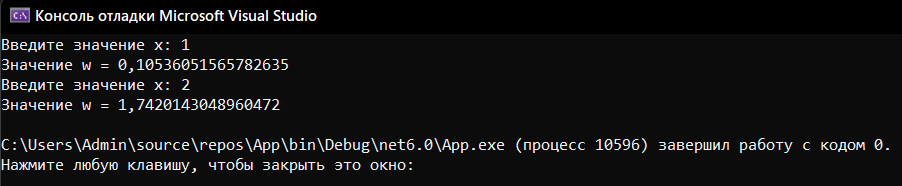 Консоль отладки Microsoft Visual Studio
Введите значение x: 1
Значение w = 0,10536051565782635
Введите значение x: 2
Значение w = 1,7420143048960472
C:\Users\Admin\source\repos\App\bin\Debug\net6.0\App.exe (процесс 10596) завершил работу с кодом 0.
Нажмите любую клавишу, чтобы закрыть это окно: